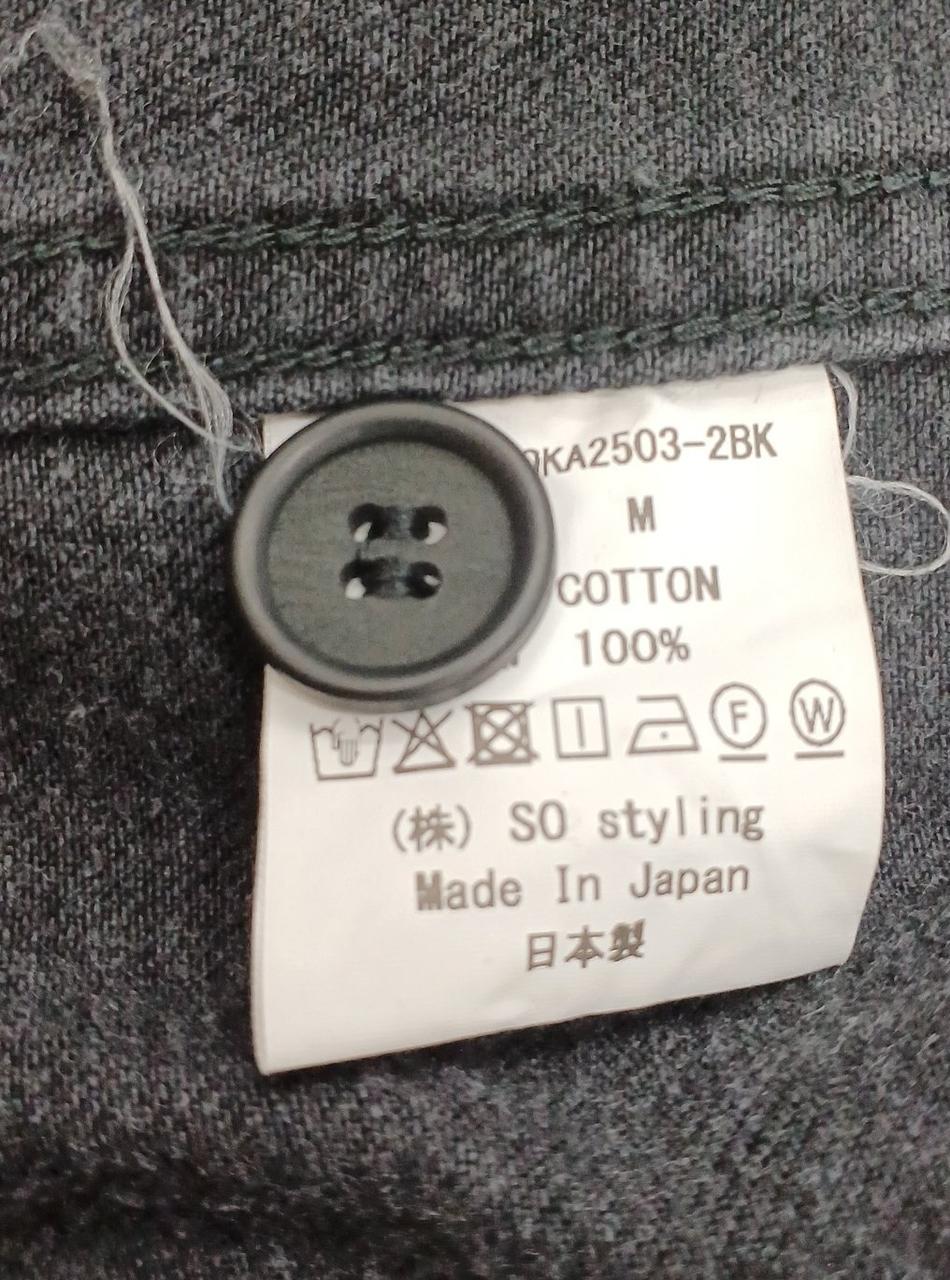 KA2503-2BK
M
COTTON
100%
F W
(株) SO styling
Made In Japan
日本製